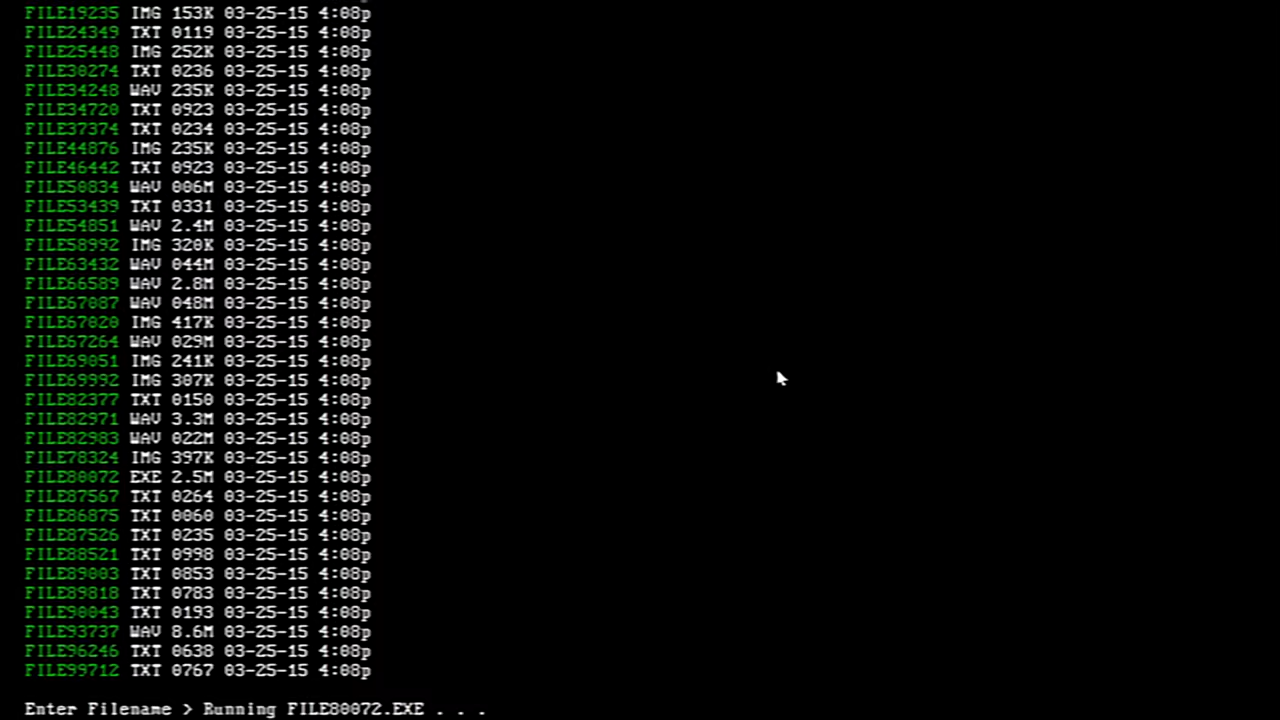 FILE19235 IMG 153K 03-25-15 4:08p
FILE24349 TXT 0119 03-25-15 4:08p
FILE25448 IMG 252K 03-25-15 4:08p
FILE30274 TXT 0236 03-25-15 4:08p
FILE34248 WAV 235K 03-25-15 4:08p
FILE34720 TXT 0923 03-25-15 4:08p
FILE37374 TXT 0234 03-25-15 4:08p
FILE44876 IMG 235K 03-25-15 4:08p
FILE46442 TXT 0923 03-25-15 4:08p
FILE50834 WAV 006M 03-25-15 4:08p
FILE53439 TXT 0331 03-25-15 4:08p
FILE54851 WAV 2.4M 03-25-15 4:08p
FILE58992 IMG 320K 03-25-15 4:08p
FILE63432 WAV 044M 03-25-15 4:08p
FILE66589 WAV 2.8M 03-25-15 4:08p
FILE67087 WAV 048M 03-25-15 4:08p
FILE67020 IMG 417K 03-25-15 4:08p
FILE67264 WAV 029M 03-25-15 4:08p
FILE69051 IMG 241K 03-25-15 4:08p
FILE69992 IMG 307K 03-25-15 4:08p
FILE82377 TXT 0150 03-25-15 4:08p
FILE82971 WAV 3.3M 03-25-15 4:08p
FILE82983 WAV 022M 03-25-15 4:08p
FILE78324 IMG 397K 03-25-15 4:08p
FILE80072 EXE 2.5M 03-25-15 4:08p
FILE87567 TXT 0264 03-25-15 4:08p
FILE86875 TXT 0060 03-25-15 4:08p
FILE87526 TXT 0235 03-25-15 4:08p
FILE88521 TXT 0998 03-25-15 4:08p
FILE89003 TXT 0853 03-25-15 4:08p
FILE89818 TXT 0783 03-25-15 4:08p
FILE90043 TXT 0193 03-25-15 4:08p
FILE93737 WAV 8.6M 03-25-15 4:08p
FILE96246 TXT 0638 03-25-15 4:08p
FILE99712 TXT 0767 03-25-15 4:08p
Enter Filename > Running FILE80072.EXE . . .